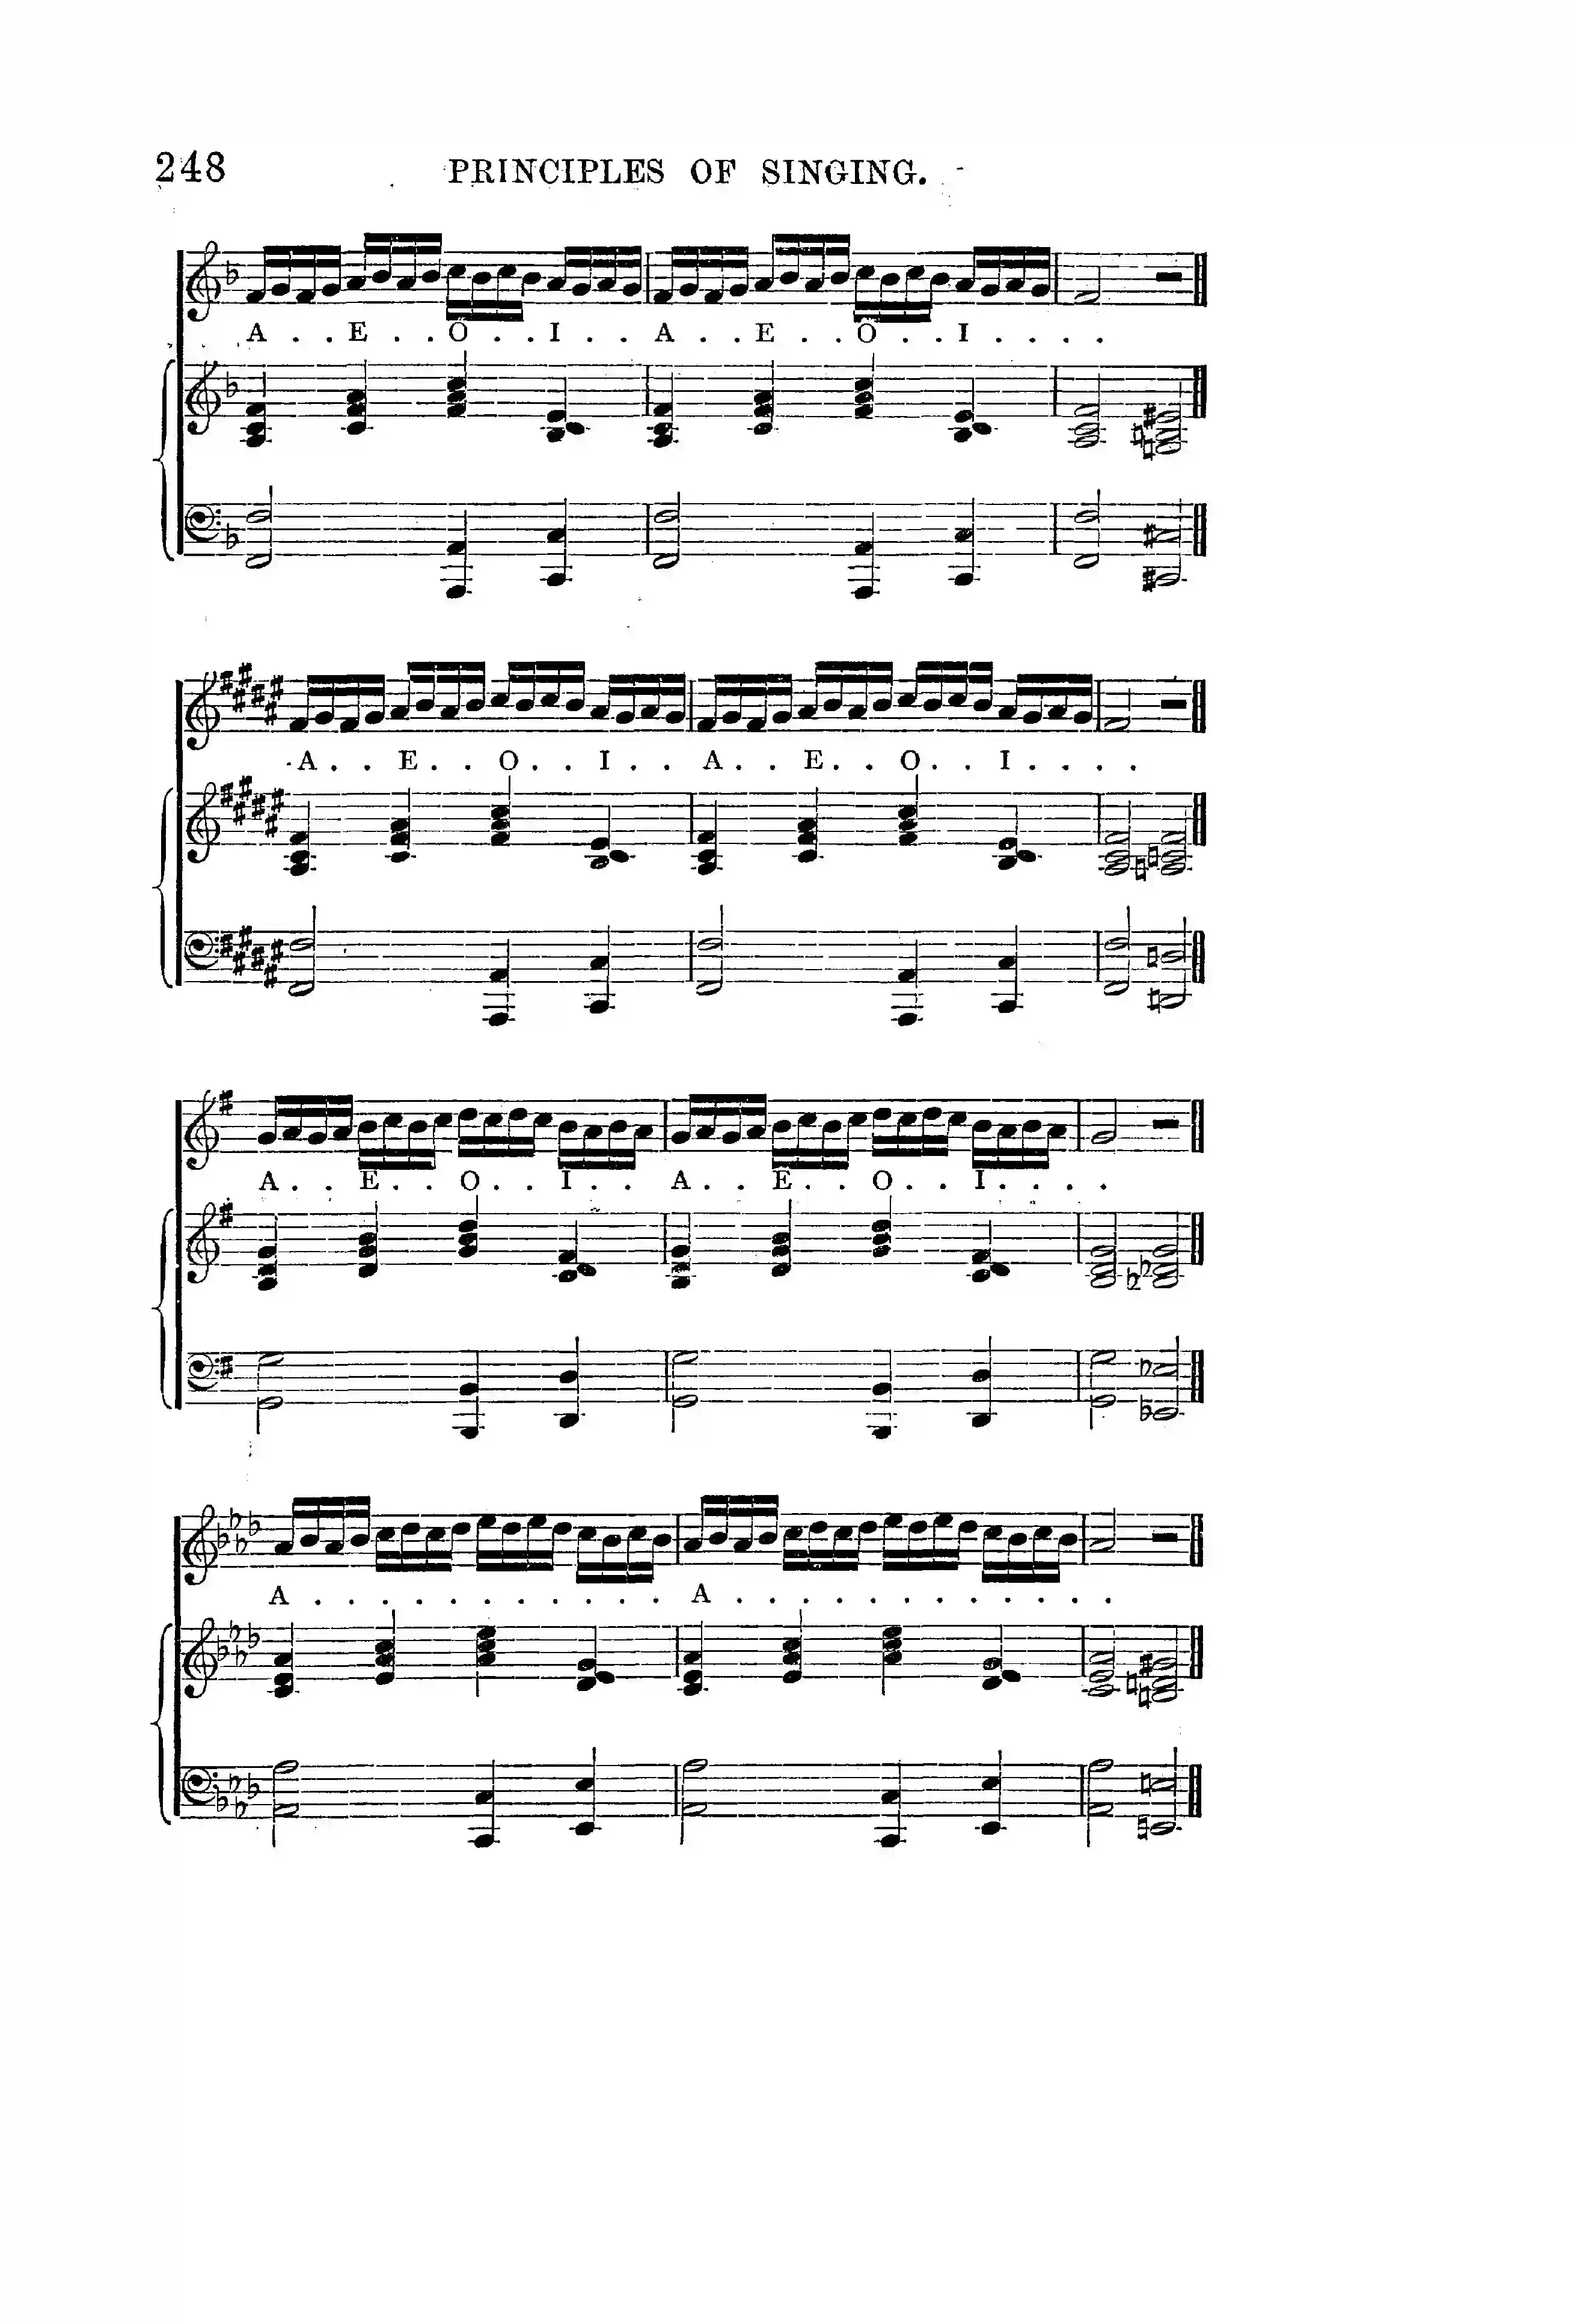 248 PRINCIPLES OF SINGING.
A . . E . . O . . I . . A . . E . . O . . I . . . .
A . . E . . O . . I . . A . . E . . O . . I . . . .
A . . E . . O . . I . . A . . E . . O . . I . . . .
A . . . . . . . . . . . A . . . . . . . . . . . .